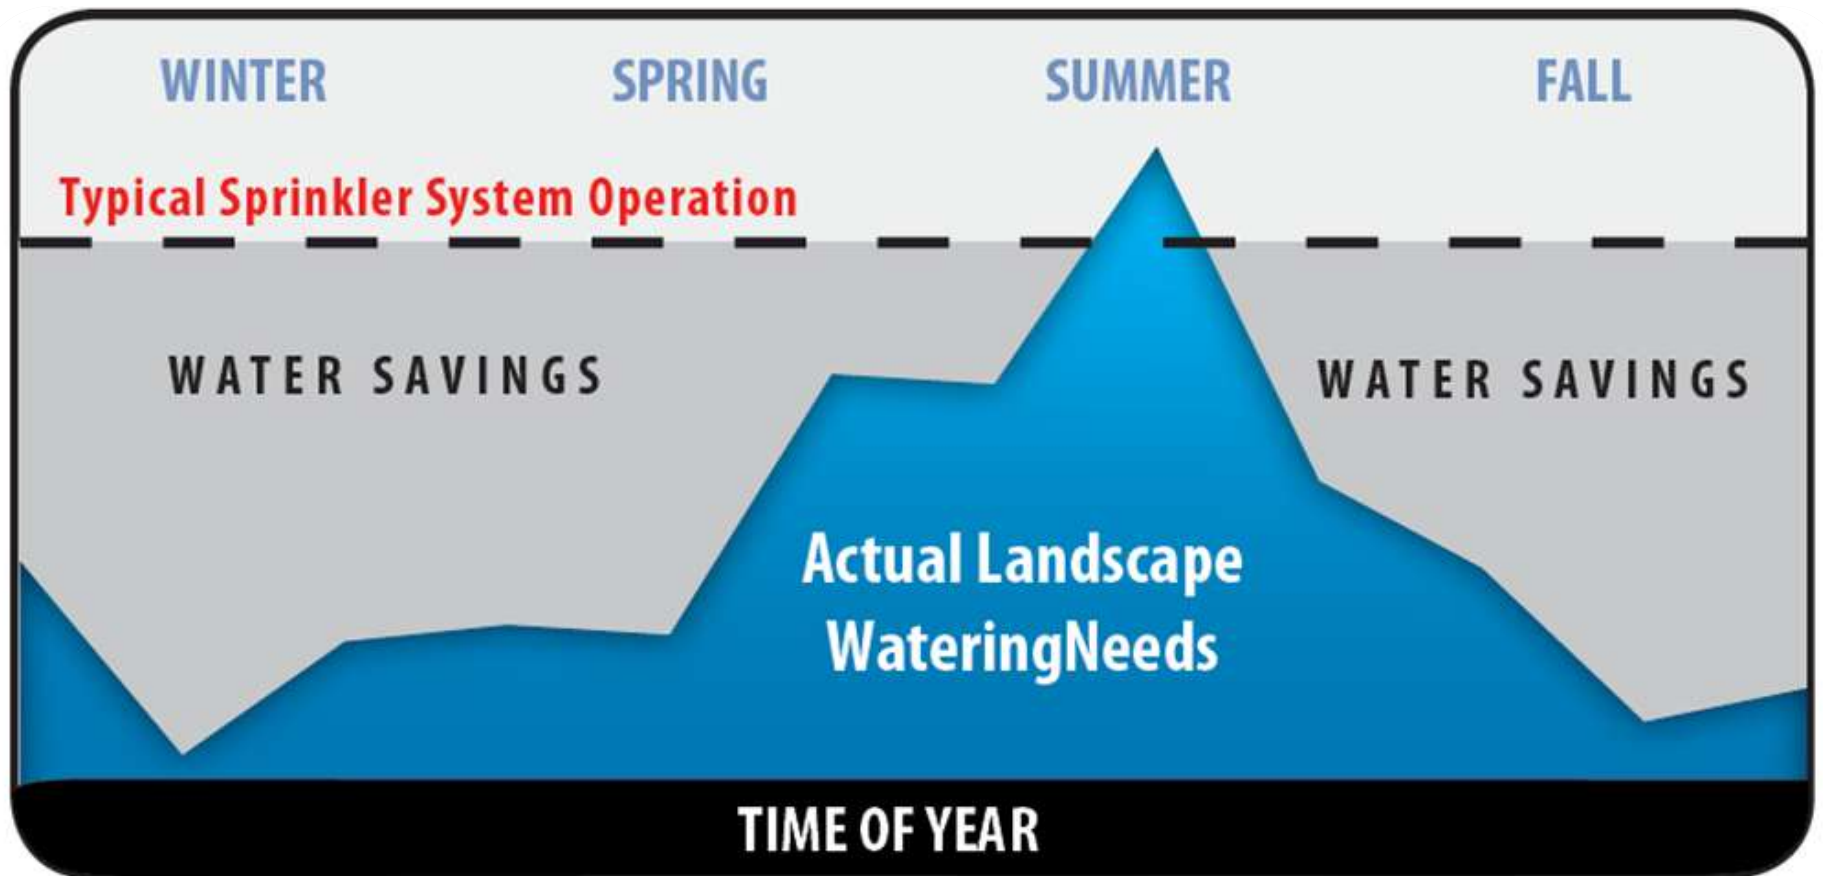 WINTER SPRING SUMMER FALL
Typical Sprinkler System Operation
WATER SAVINGS
WATER SAVINGS
Actual Landscape
WateringNeeds
TIME OF YEAR